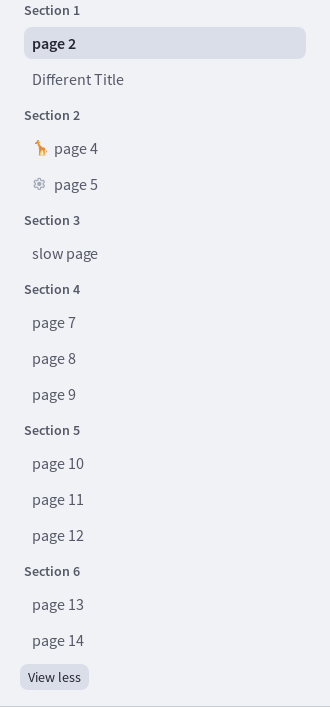 Section 1
page 2
Different Title
Section 2
page 4
page 5
Section 3
slow page
Section 4
page 7
page 8
page 9
Section 5
page 10
page 11
page 12
Section 6
page 13
page 14
View less